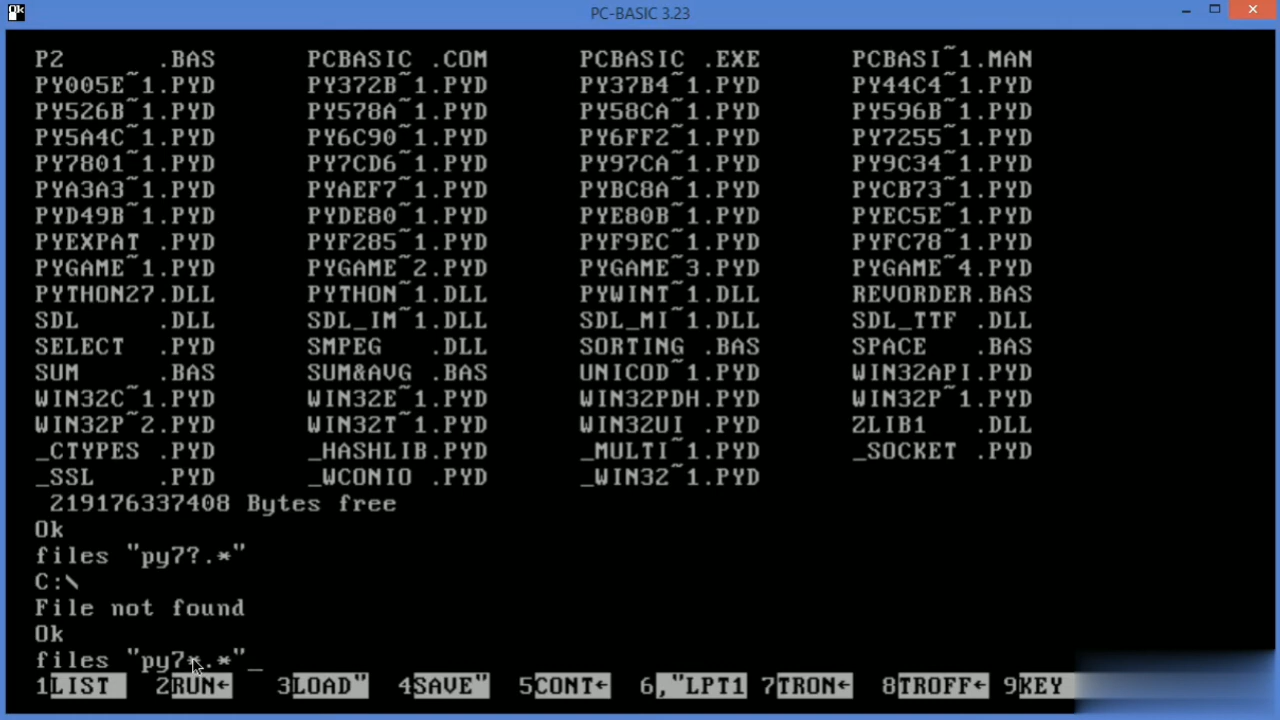 Ok
PC-BASIC 3.23
P2 .BAS PCBASIC .COM PCBASIC .EXE PCBASI~1.MAN
PY005E~1.PYD PY372B~1.PYD PY37B4~1.PYD PY44C4~1.PYD
PY526B~1.PYD PY578A~1.PYD PY58CA~1.PYD PY596B~1.PYD
PY5A4C~1.PYD PY6C90~1.PYD PY6FF2~1.PYD PY7255~1.PYD
PY7801~1.PYD PY7CD6~1.PYD PY97CA~1.PYD PY9C34~1.PYD
PYA3A3~1.PYD PYAEF7~1.PYD PYBC8A~1.PYD PYCB73~1.PYD
PYD49B~1.PYD PYDE80~1.PYD PYE80B~1.PYD PYEC5E~1.PYD
PYEXPAT .PYD PYF285~1.PYD PYF9EC~1.PYD PYFC78~1.PYD
PYGAME~1.PYD PYGAME~2.PYD PYGAME~3.PYD PYGAME~4.PYD
PYTHON27.DLL PYTHON~1.DLL PYWINT~1.DLL REVORDER.BAS
SDL .DLL SDL_IM~1.DLL SDL_MI~1.DLL SDL_TTF .DLL
SELECT .PYD SMPEG .DLL SORTING .BAS SPACE .BAS
SUM .BAS SUM&AVG .BAS UNICOD~1.PYD WIN32API.PYD
WIN32C~1.PYD WIN32E~1.PYD WIN32PDH.PYD WIN32P~1.PYD
WIN32P~2.PYD WIN32T~1.PYD WIN32UI .PYD ZLIB1 .DLL
_CTYPES .PYD _HASHLIB.PYD _MULTI~1.PYD _SOCKET .PYD
_SSL .PYD _WCONIO .PYD _WIN32~1.PYD
219176337408 Bytes free
Ok
files "py7?.*"
C:\
File not found
Ok
files "py7*.*"_
1LIST 2RUN← 3LOAD" 4SAVE" 5CONT← 6,"LPT1 7TRON← 8TROFF← 9KEY